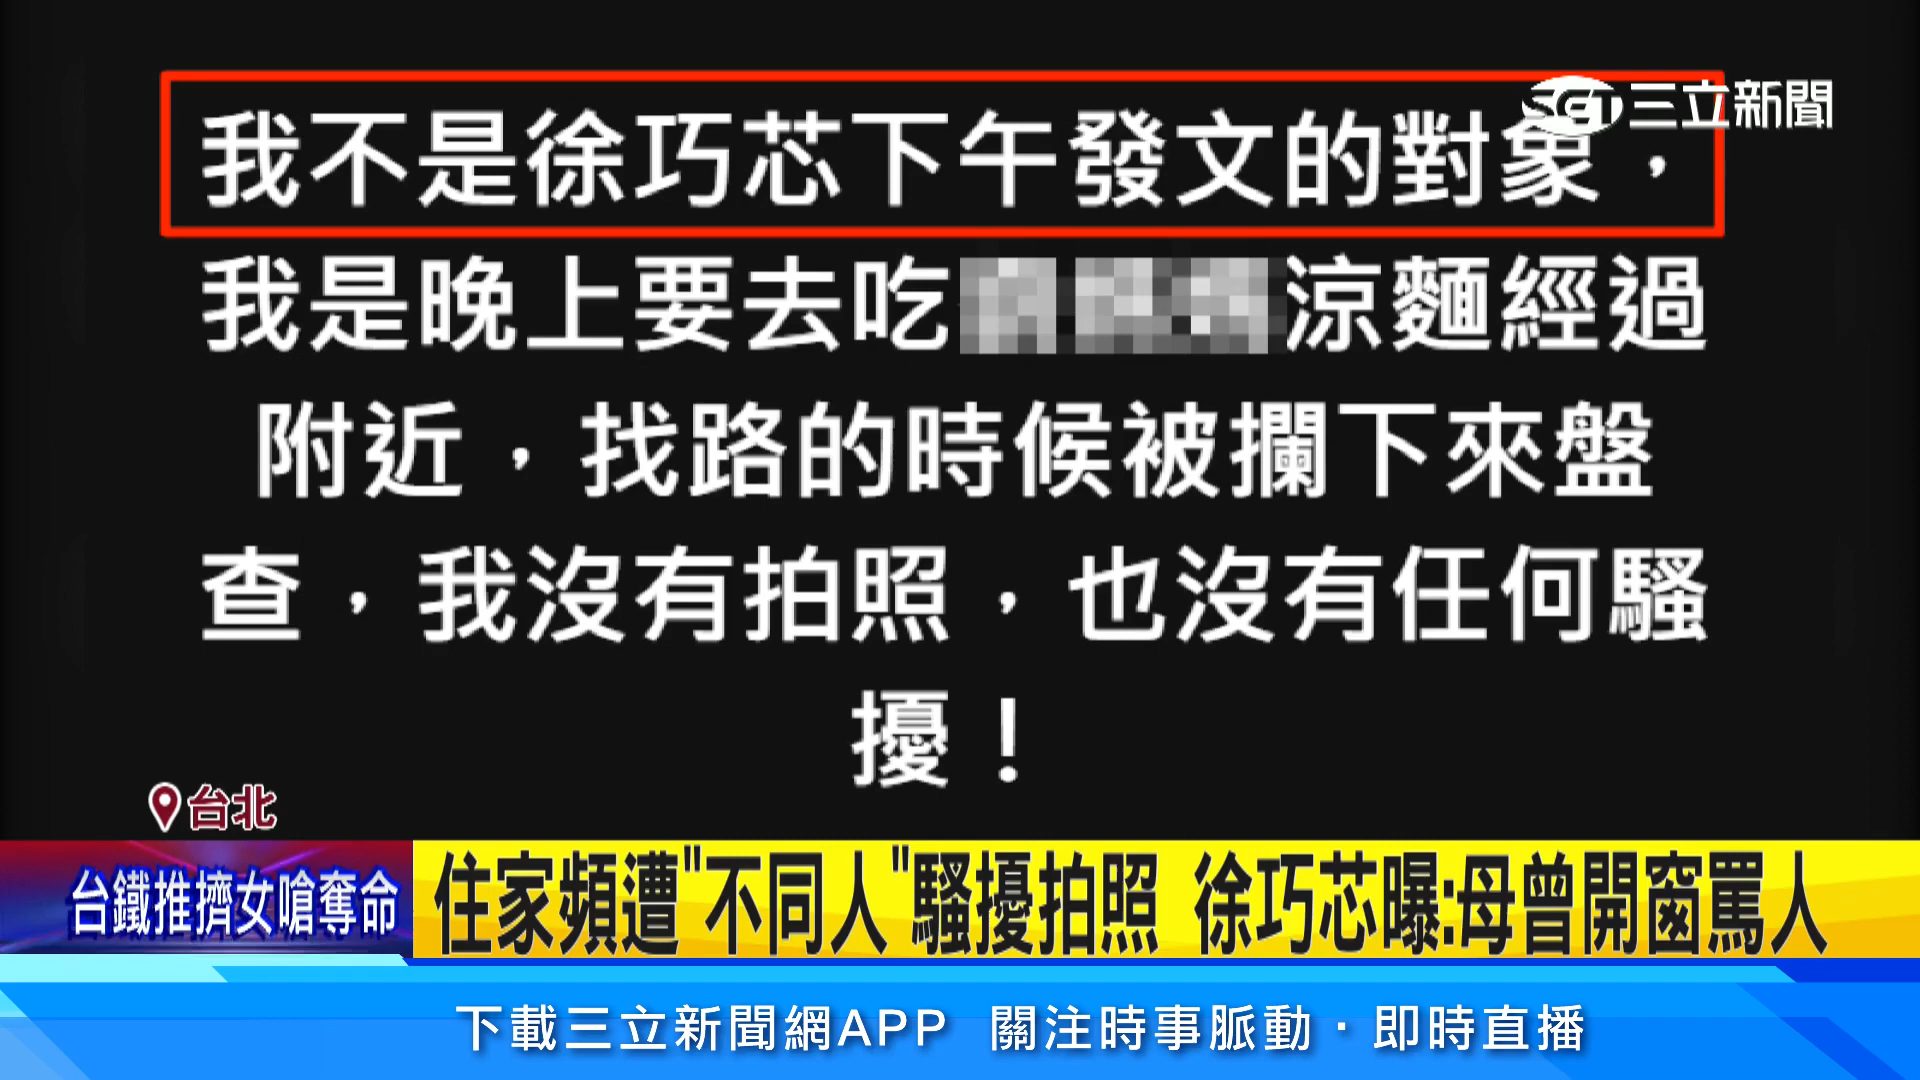 SET三立新聞
我不是徐巧芯下午發文的對象，
我是晚上要去吃
涼麵經過
附近，找路的時候被攔下來盤
查，我沒有拍照，也沒有任何騷
擾！
台北
台鐵推擠女嗆奪命
住家頻遭"不同人"騷擾拍照 徐巧芯曝:母曾開窗罵人
下載三立新聞網APP 關注時事脈動·即時直播